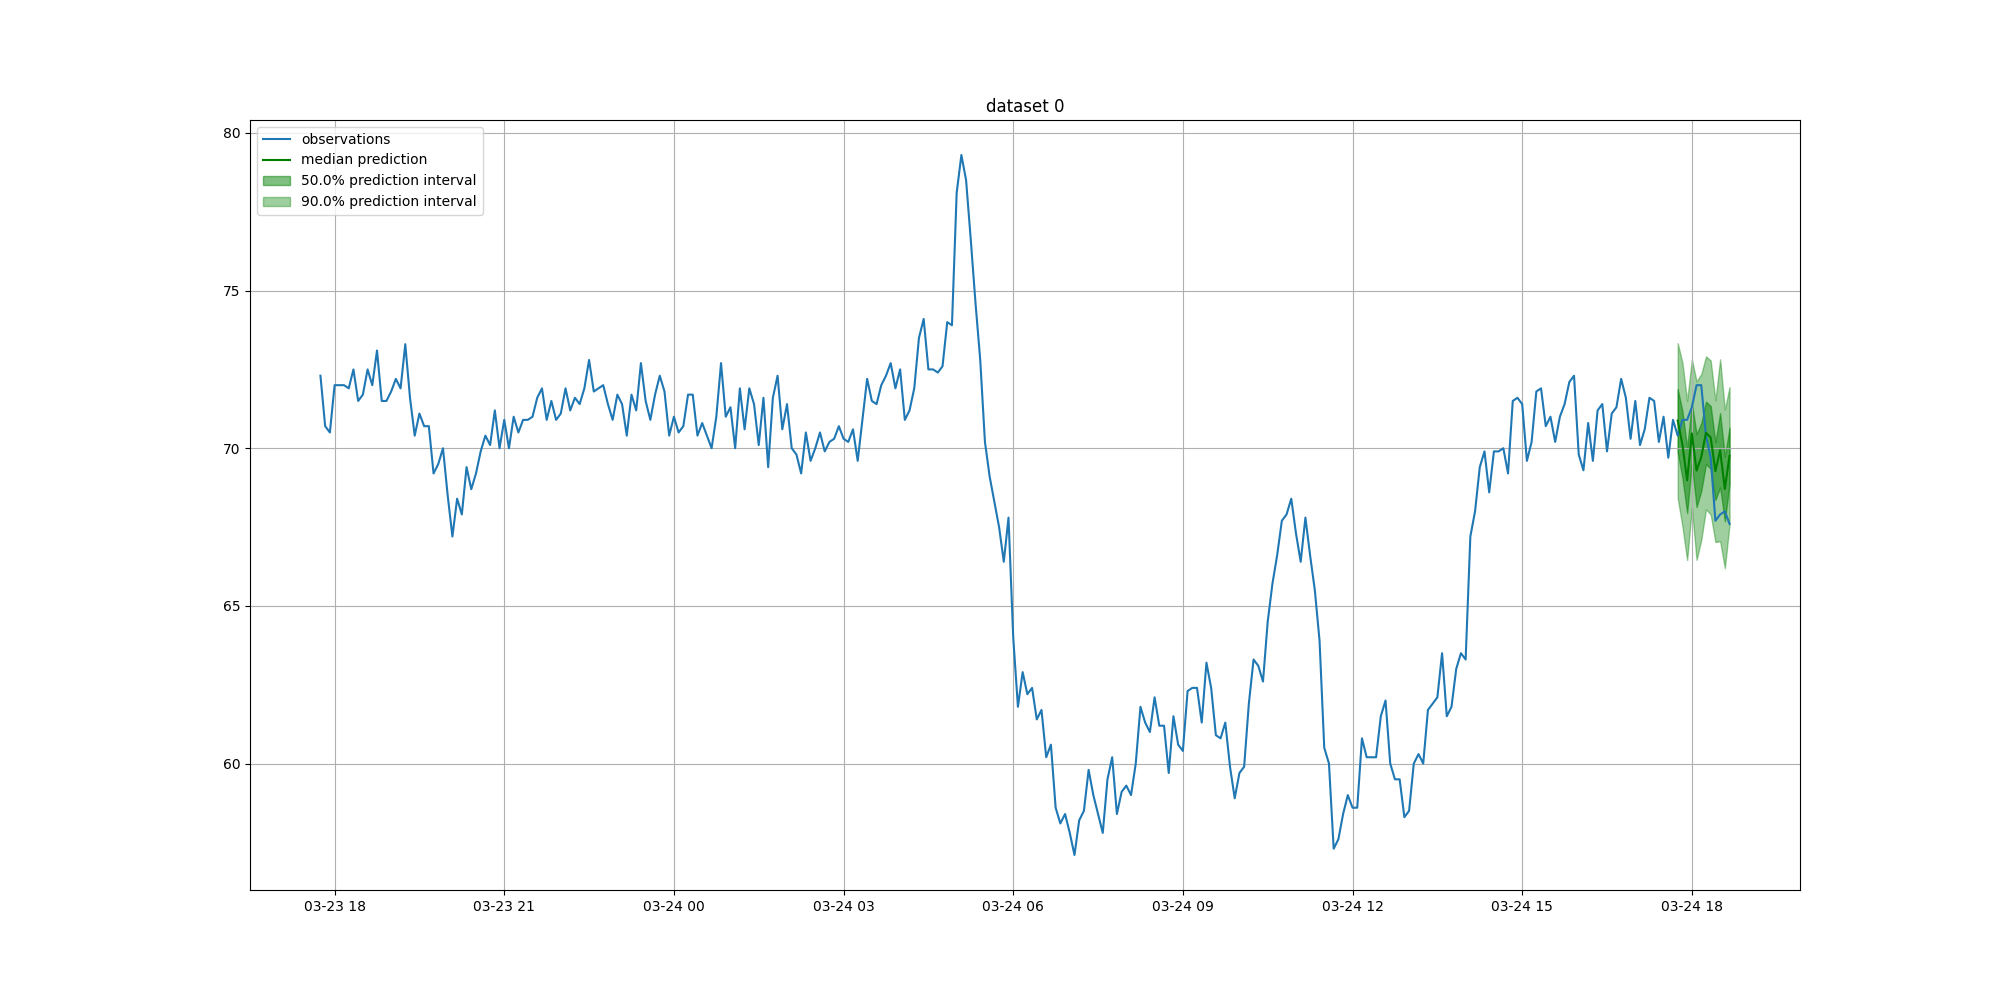 dataset 0
observations
median prediction
50.0% prediction interval
90.0% prediction interval
80
75
70
65
60
03-23 18
03-23 21
03-24 00
03-24 03
03-24 06
03-24 09
03-24 12
03-24 15
03-24 18